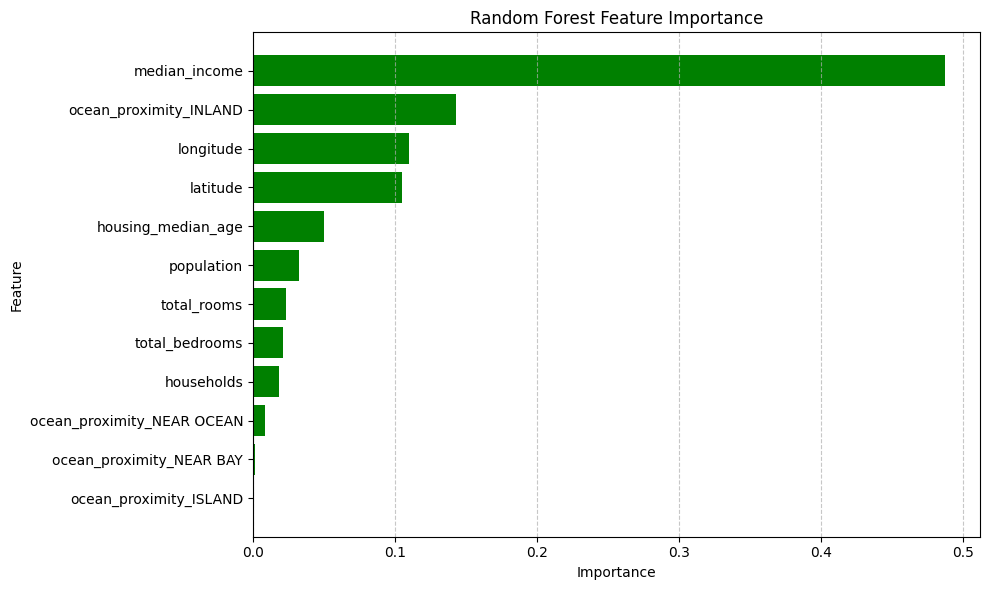 Random Forest Feature Importance
Feature
median_income
ocean_proximity_INLAND
longitude
latitude
housing_median_age
population
total_rooms
total_bedrooms
households
ocean_proximity_NEAR OCEAN
ocean_proximity_NEAR BAY
ocean_proximity_ISLAND
0.0 0.1 0.2 0.3 0.4 0.5
Importance